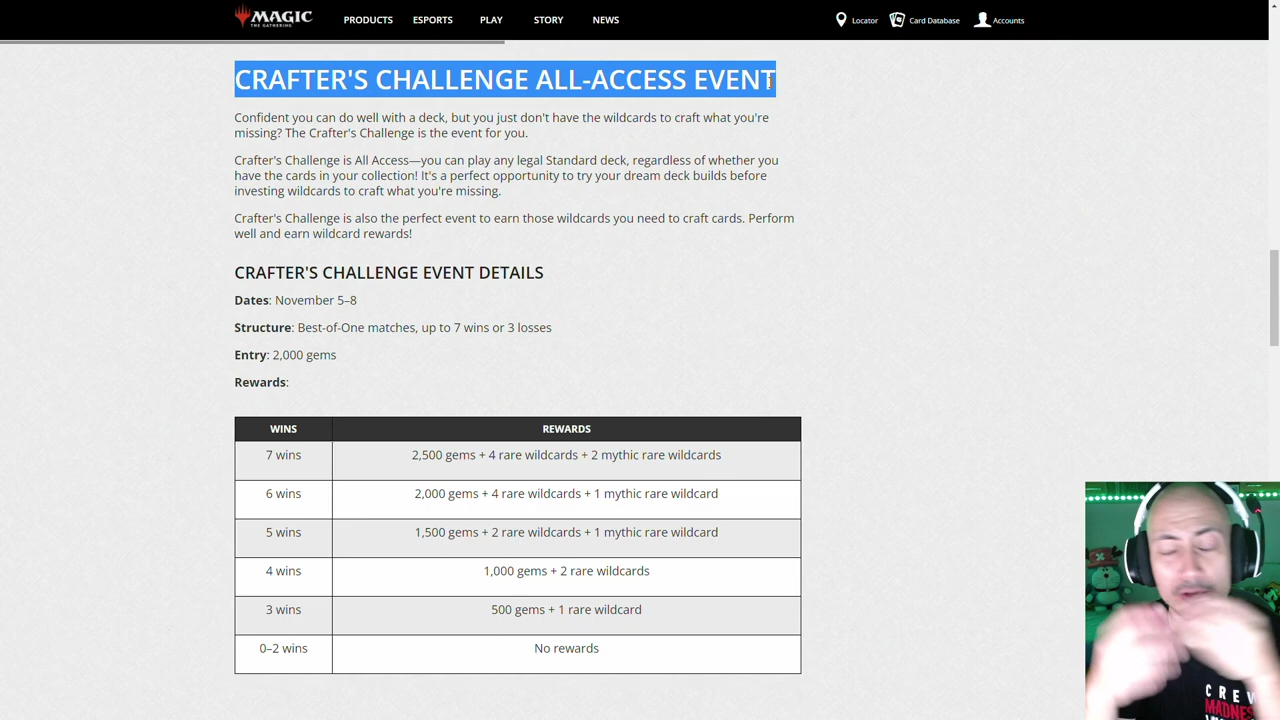 MAGIC
THE GATHERING
PRODUCTS
ESPORTS
PLAY
STORY
NEWS
Locator
Card Database
Accounts
CRAFTER'S CHALLENGE ALL-ACCESS EVENT
Confident you can do well with a deck, but you just don't have the wildcards to craft what you're
missing? The Crafter's Challenge is the event for you.
Crafter's Challenge is All Access—you can play any legal Standard deck, regardless of whether you
have the cards in your collection! It's a perfect opportunity to try your dream deck builds before
investing wildcards to craft what you're missing.
Crafter's Challenge is also the perfect event to earn those wildcards you need to craft cards. Perform
well and earn wildcard rewards!
CRAFTER'S CHALLENGE EVENT DETAILS
Dates: November 5–8
Structure: Best-of-One matches, up to 7 wins or 3 losses
Entry: 2,000 gems
Rewards:
WINS REWARDS
7 wins 2,500 gems + 4 rare wildcards + 2 mythic rare wildcards
6 wins 2,000 gems + 4 rare wildcards + 1 mythic rare wildcard
5 wins 1,500 gems + 2 rare wildcards + 1 mythic rare wildcard
4 wins 1,000 gems + 2 rare wildcards
3 wins 500 gems + 1 rare wildcard
0–2 wins No rewards
CREW
MADNESS